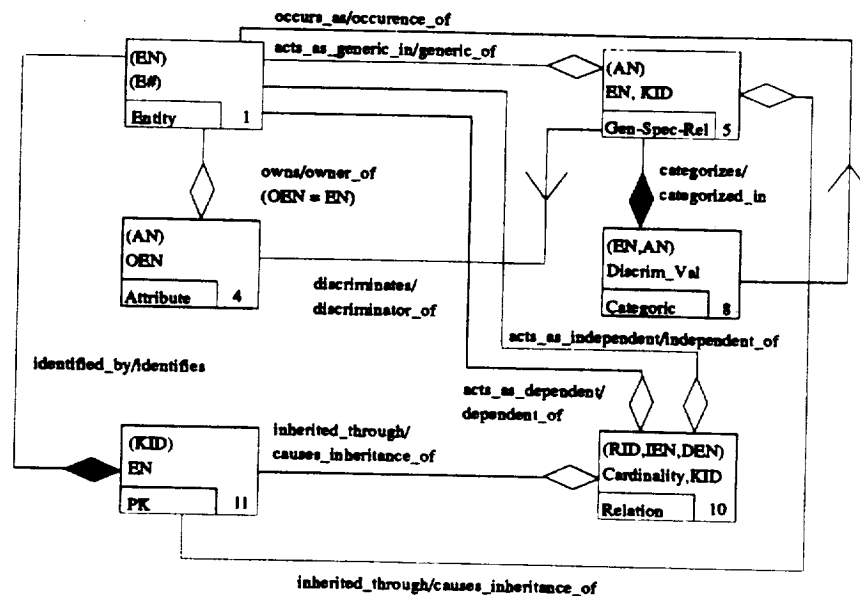 occurs_as/occurence_of
acts_as_generic_in/generic_of
(EN)
(E#)
Entity 1
(AN)
EN, KID
Gen-Spec-Rel 5
owns/owner_of
(OEN = EN)
categorizes/
categorized_in
(AN)
OEN
Attribute 4
(EN,AN)
Discrim_Val
Categoric 8
discriminates/
discriminator_of
acts_as_independent/independent_of
identified_by/identifies
acts_as_dependent/
dependent_of
inherited_through/
causes_inheritance_of
(KID)
EN
PK 11
(RID,IEN,DEN)
Cardinality,KID
Relation 10
inherited_through/causes_inheritance_of